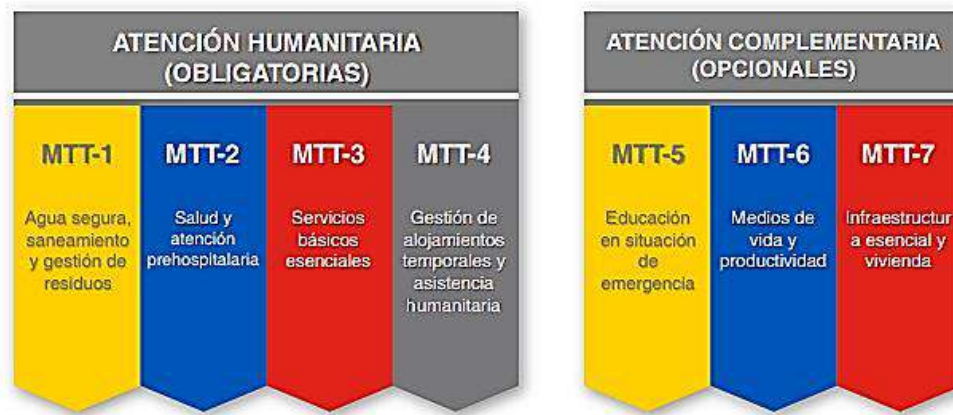 ATENCIÓN HUMANITARIA
(OBLIGATORIAS)
MTT-1
Agua segura,
saneamiento
y gestión de
residuos
MTT-2
Salud y
atención
prehospitalaria
MTT-3
Servicios
básicos
esenciales
MTT-4
Gestión de
alojamientos
temporales y
asistencia
humanitaria
ATENCIÓN COMPLEMENTARIA
(OPCIONALES)
MTT-5
Educación
en situación
de
emergencia
MTT-6
Medios de
vida y
productividad
MTT-7
Infraestructur
a esencial y
vivienda